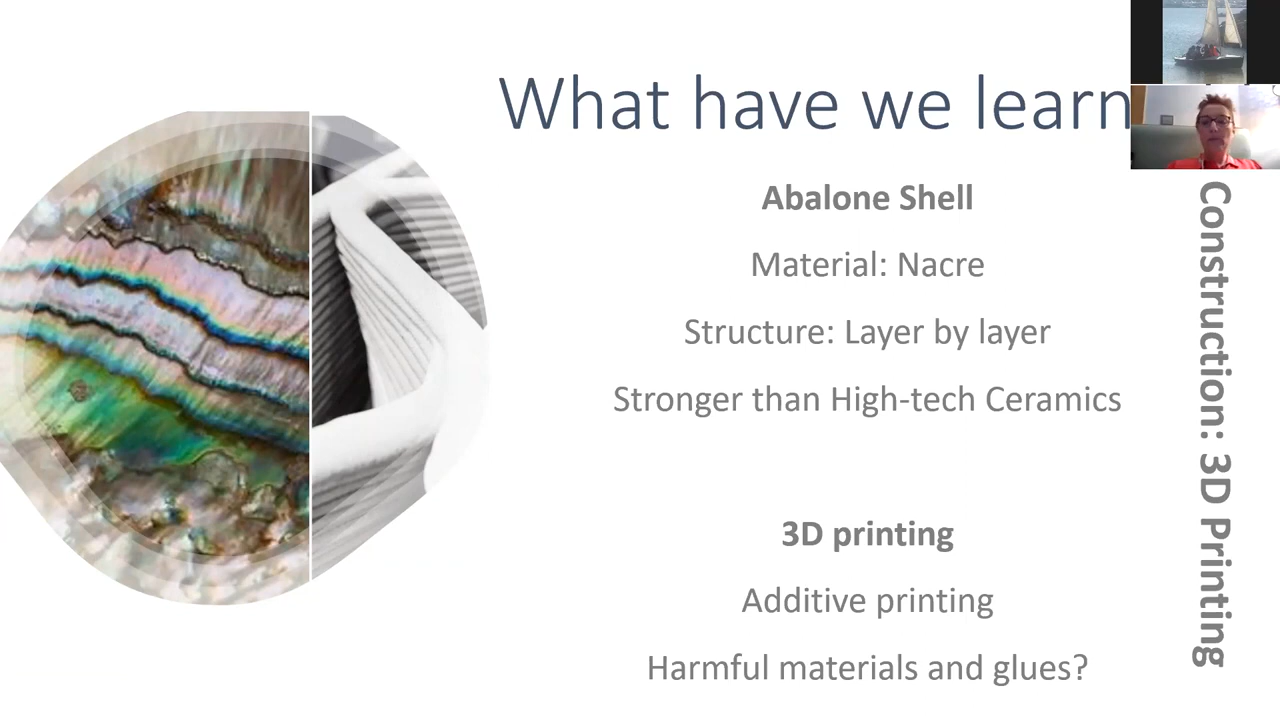 What have we learn
Abalone Shell
Material: Nacre
Structure: Layer by layer
Stronger than High-tech Ceramics
3D printing
Additive printing
Harmful materials and glues?
Construction: 3D Printing